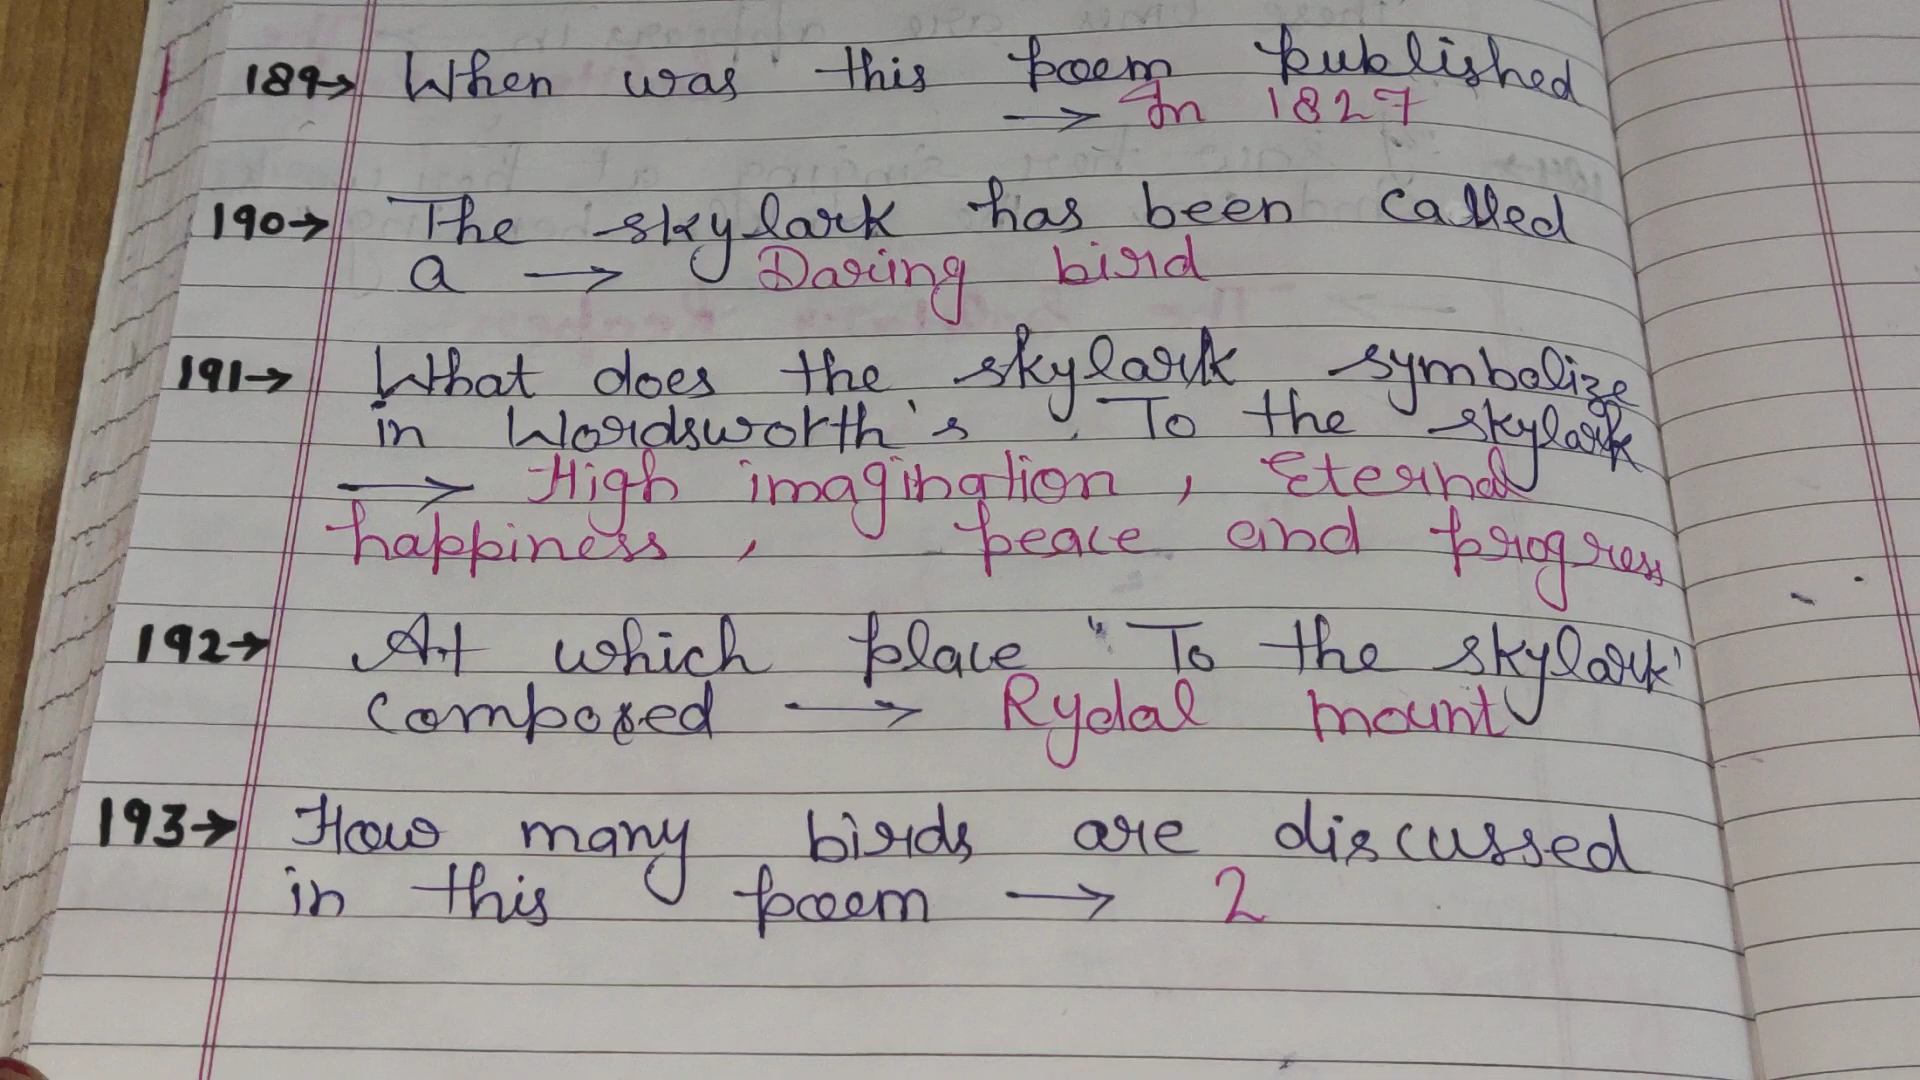 189→ When was this poem published
→ In 1827
190→ The skylark has been called
a → Daring bird
191→ What does the skylark symbolize
in Wordsworth's . To the skylark
→ High imagination, Eternal
happiness, peace and progress
192→ At which place "To the skylark'
composed → Rydal mount
193→ How many birds are discussed
in this poem → 2